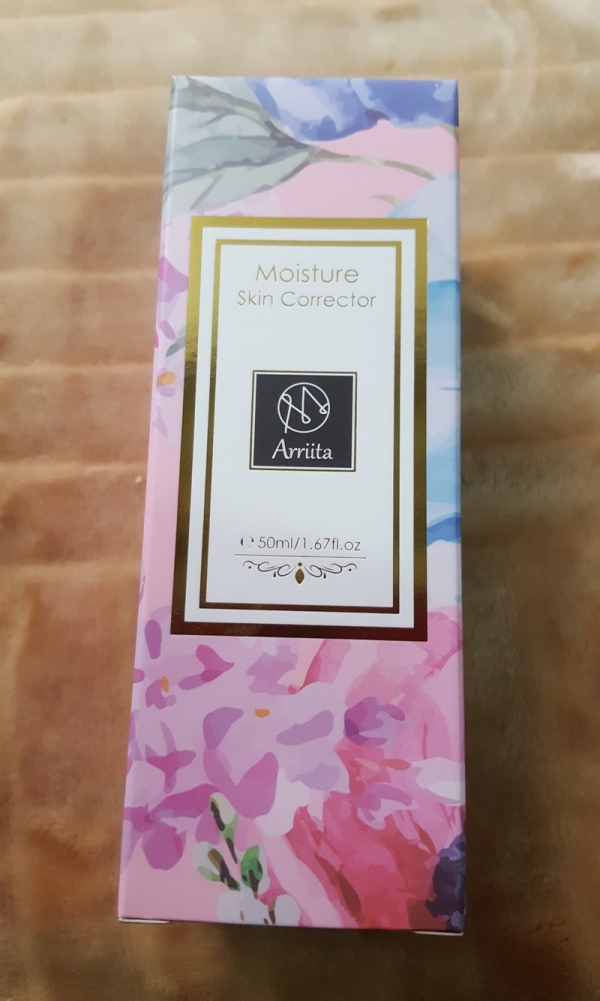 Moisture
Skin Corrector
Arriita
℮ 50ml/1.67fl.oz